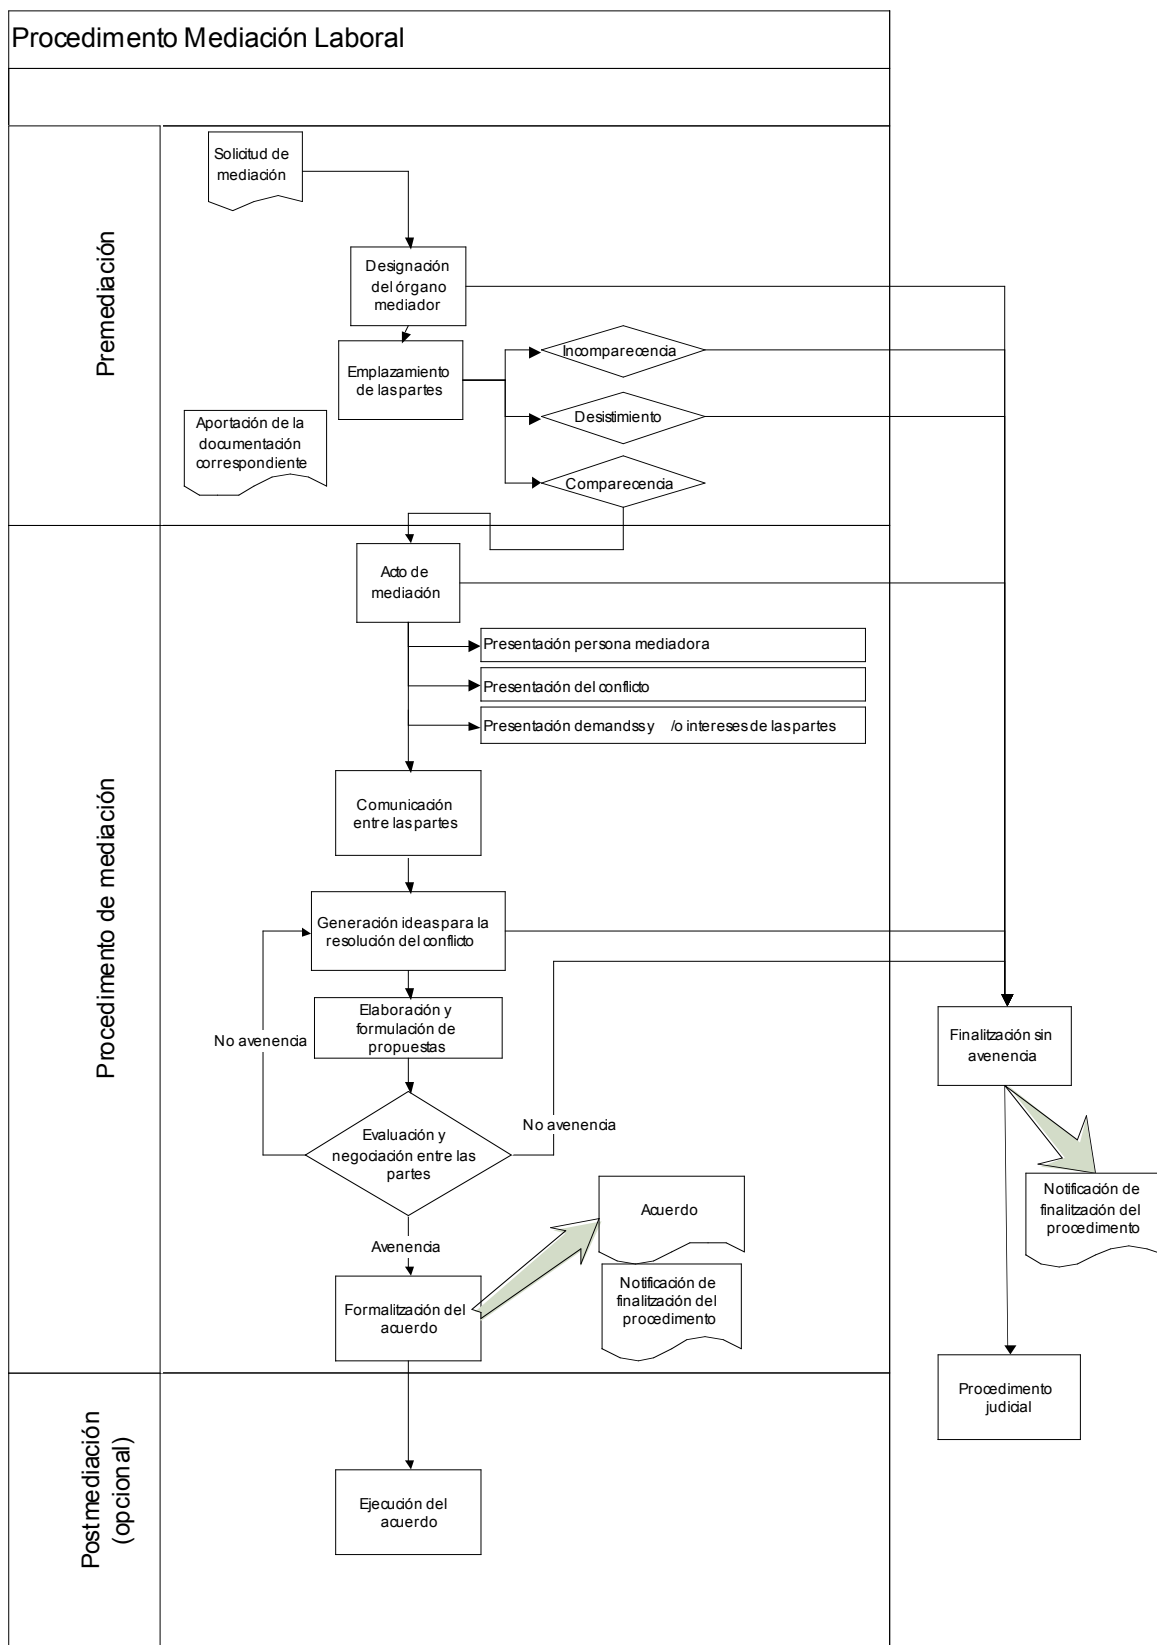 Procedimento Mediación Laboral
Premediación
Solicitud de
mediación
Designación
del órgano
mediador
Emplazamiento
de las partes
Incomparecencia
Desistimiento
Comparecencia
Aportación de la
documentación
correspondiente
Procedimento de mediación
Acto de
mediación
Presentación persona mediadora
Presentación del conflicto
Presentación demandss y /o intereses de las partes
Comunicación
entre las partes
Generación ideas para la
resolución del conflicto
Elaboración y
formulación de
propuestas
No avenencia
Evaluación y
negociación entre las
partes
No avenencia
Avenencia
Formalitzación del
acuerdo
Acuerdo
Notificación de
finalitzación del
procedimento
Finalitzación sin
avenencia
Notificación de
finalitzación del
procedimento
Procedimento
judicial
Postmediación
(opcional)
Ejecución del
acuerdo